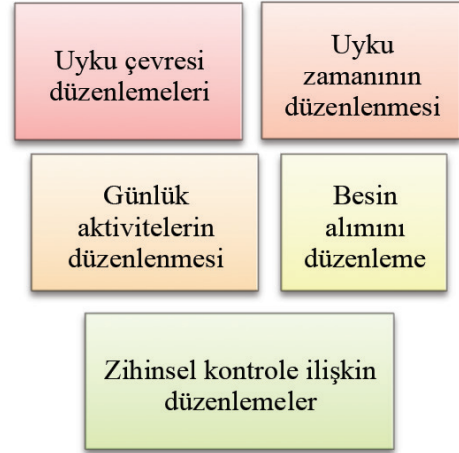 Uyku çevresi
düzenlemeleri
Uyku
zamanının
düzenlenmesi
Günlük
aktivitelerin
düzenlenmesi
Besin
alımını
düzenleme
Zihinsel kontrole ilişkin
düzenlemeler